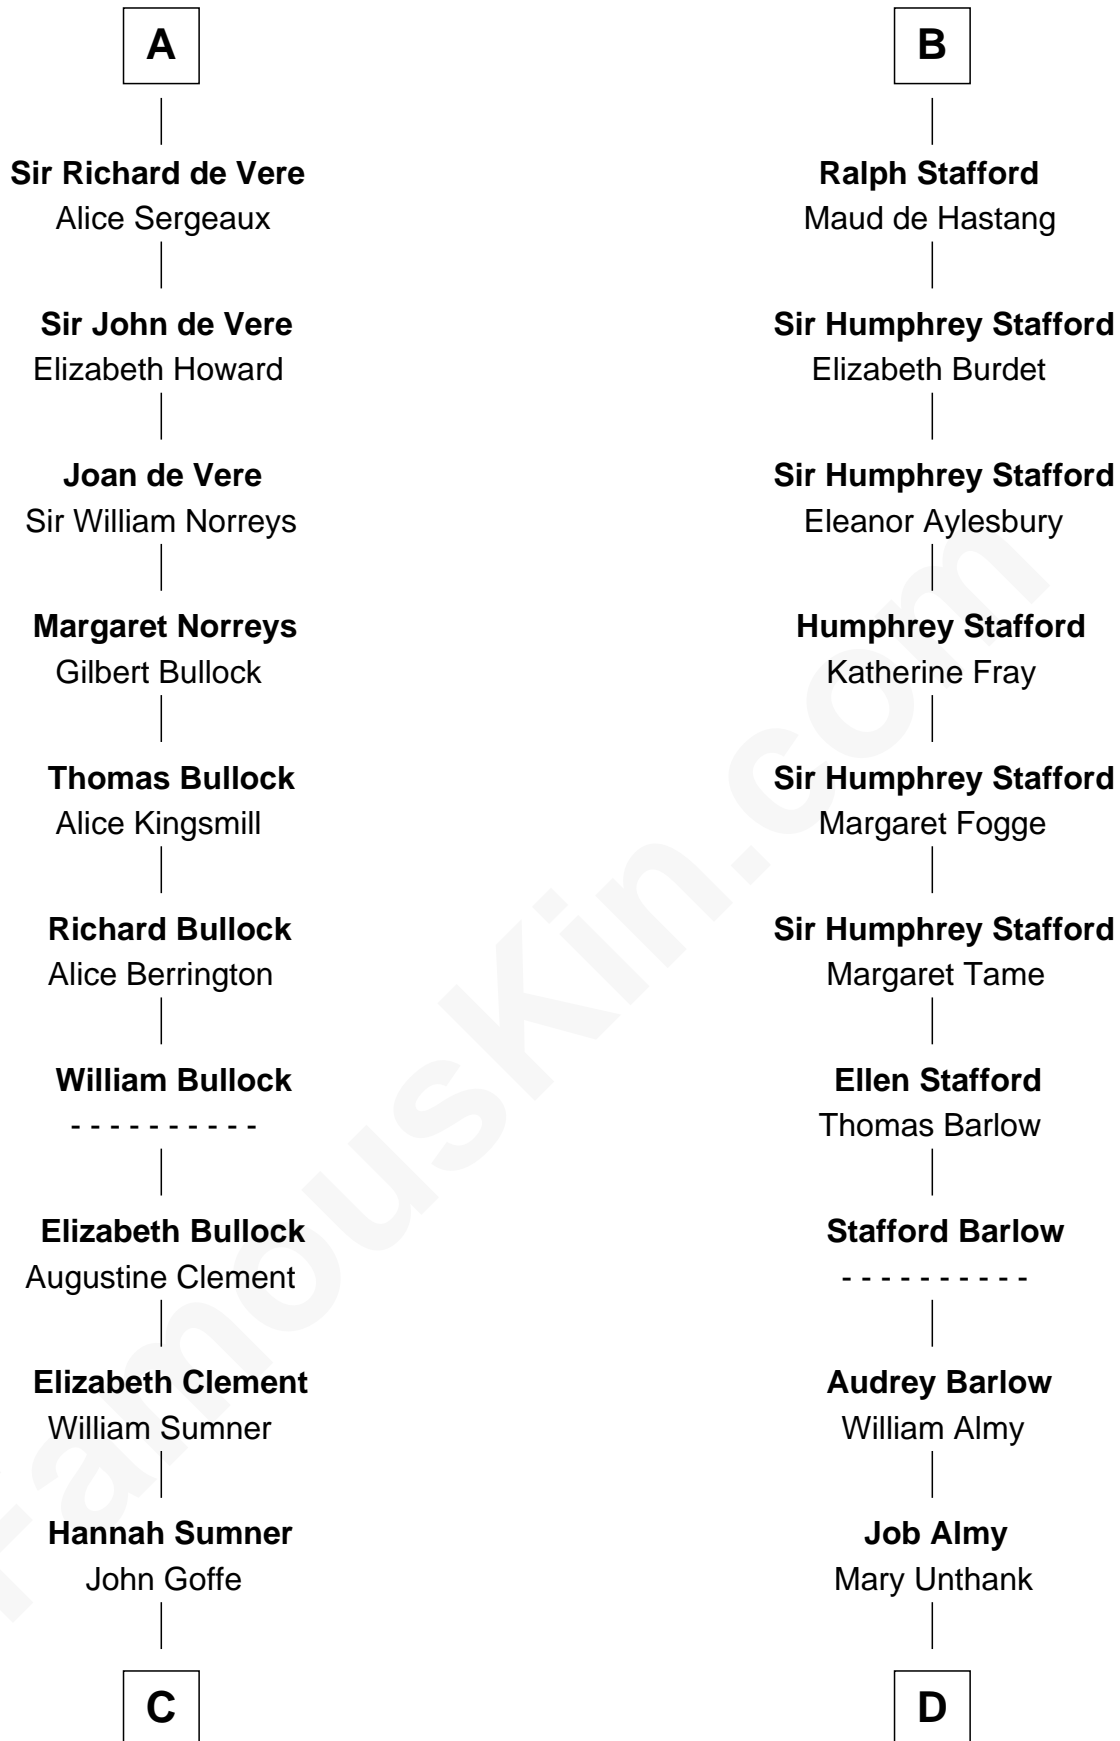 A
Sir Richard de Vere
Alice Sergeaux
Sir John de Vere
Elizabeth Howard
Joan de Vere
Sir William Norreys
Margaret Norreys
Gilbert Bullock
Thomas Bullock
Alice Kingsmill
Richard Bullock
Alice Berrington
William Bullock
- - - - - - - - - -
Elizabeth Bullock
Augustine Clement
Elizabeth Clement
William Sumner
Hannah Sumner
John Goffe
C
B
Ralph Stafford
Maud de Hastang
Sir Humphrey Stafford
Elizabeth Burdet
Sir Humphrey Stafford
Eleanor Aylesbury
Humphrey Stafford
Katherine Fray
Sir Humphrey Stafford
Margaret Fogge
Sir Humphrey Stafford
Margaret Tame
Ellen Stafford
Thomas Barlow
Stafford Barlow
- - - - - - - - - -
Audrey Barlow
William Almy
Job Almy
Mary Unthank
D
FamousKin.com